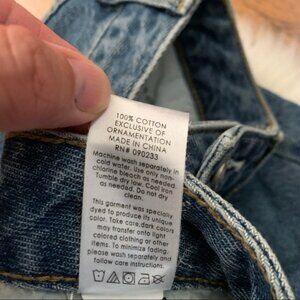 100% COTTON
EXCLUSIVE OF
ORNAMENTATION
MADE IN CHINA
RN# 090233
Machine wash separately in
cold water. Use only non-
chlorine bleach as needed.
Tumble dry low. Cool iron
as needed. Do not dry
clean.
This garment was specially
dyed to produce its unique
color. Take care,dark colors
may transfer onto light
colored clothing or other
items. To minimize fading,
please wash separately and
follow care instructions.